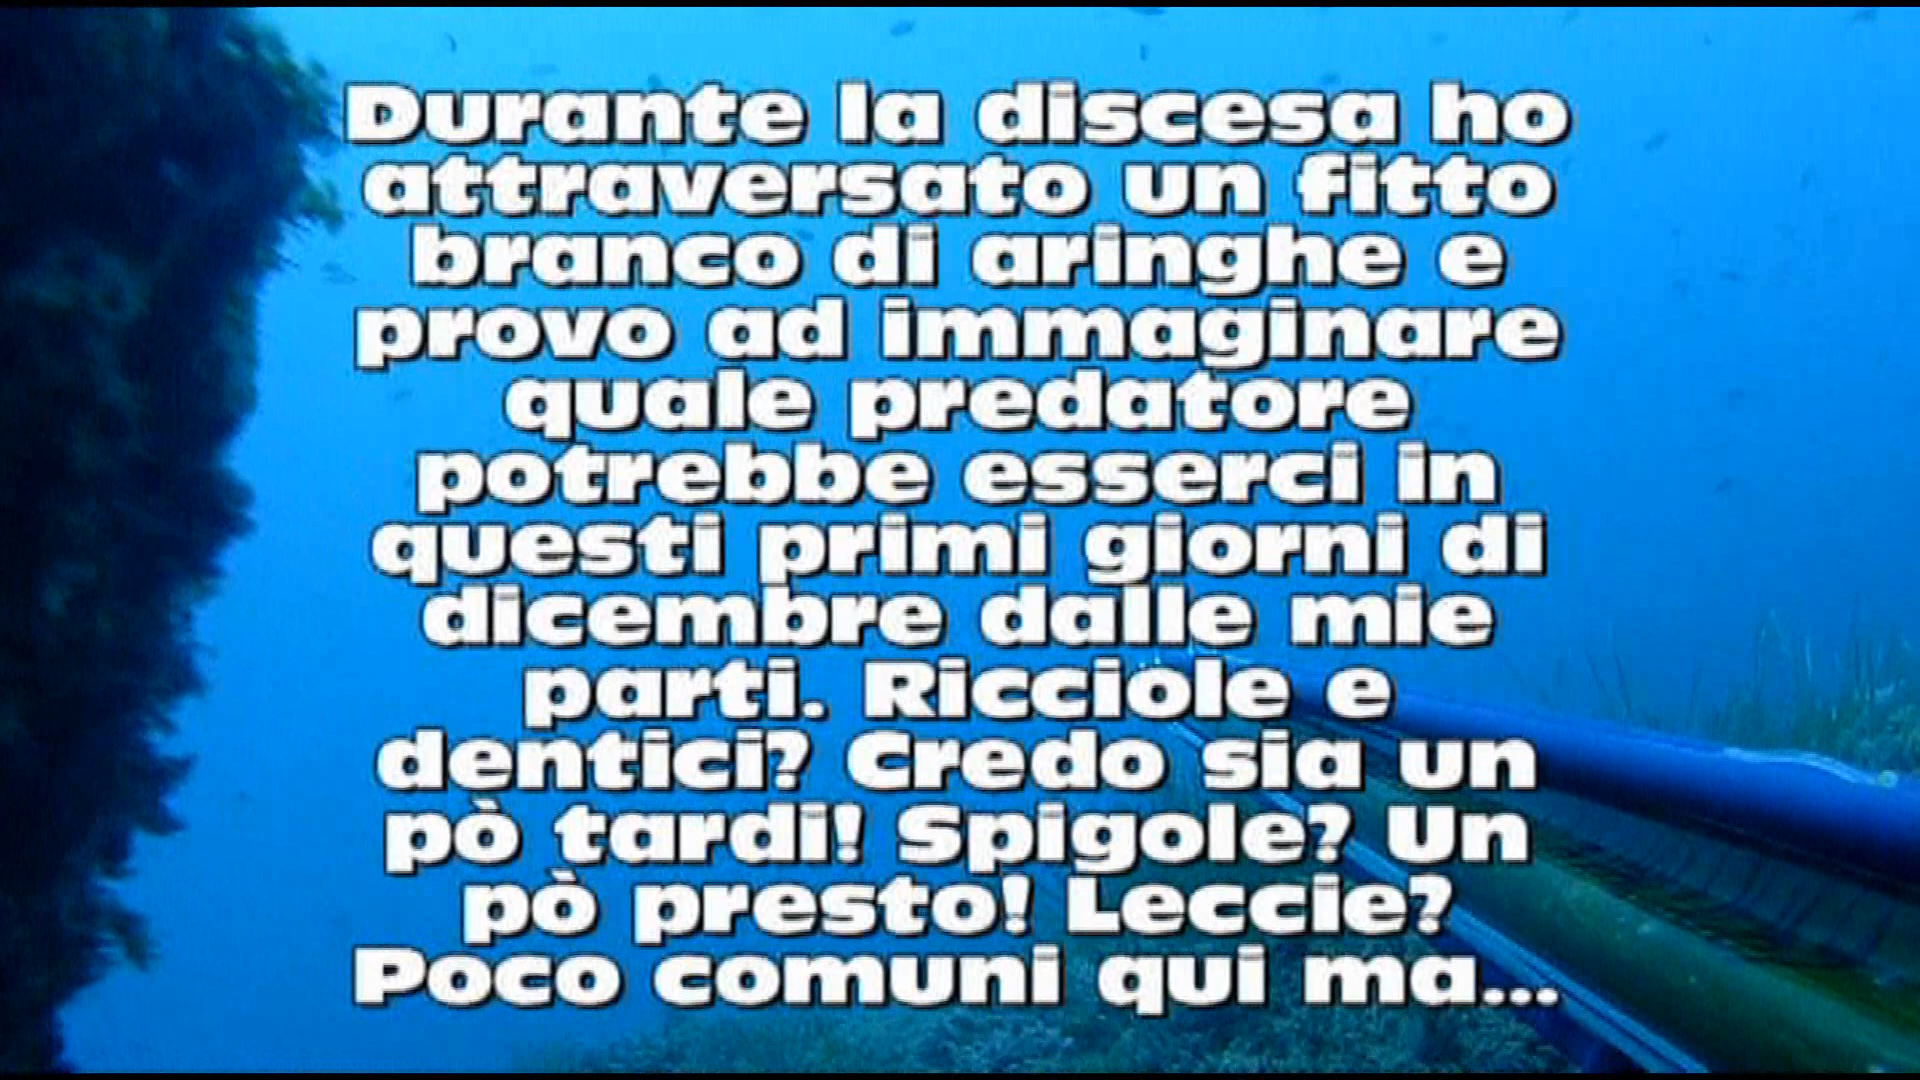 Durante la discesa ho
attraversato un fitto
branco di aringhe e
provo ad immaginare
quale predatore
potrebbe esserci in
questi primi giorni di
dicembre dalle mie
parti. Ricciole e
dentici? Credo sia un
pò tardi! Spigole? Un
pò presto! Leccie?
Poco comuni qui ma...